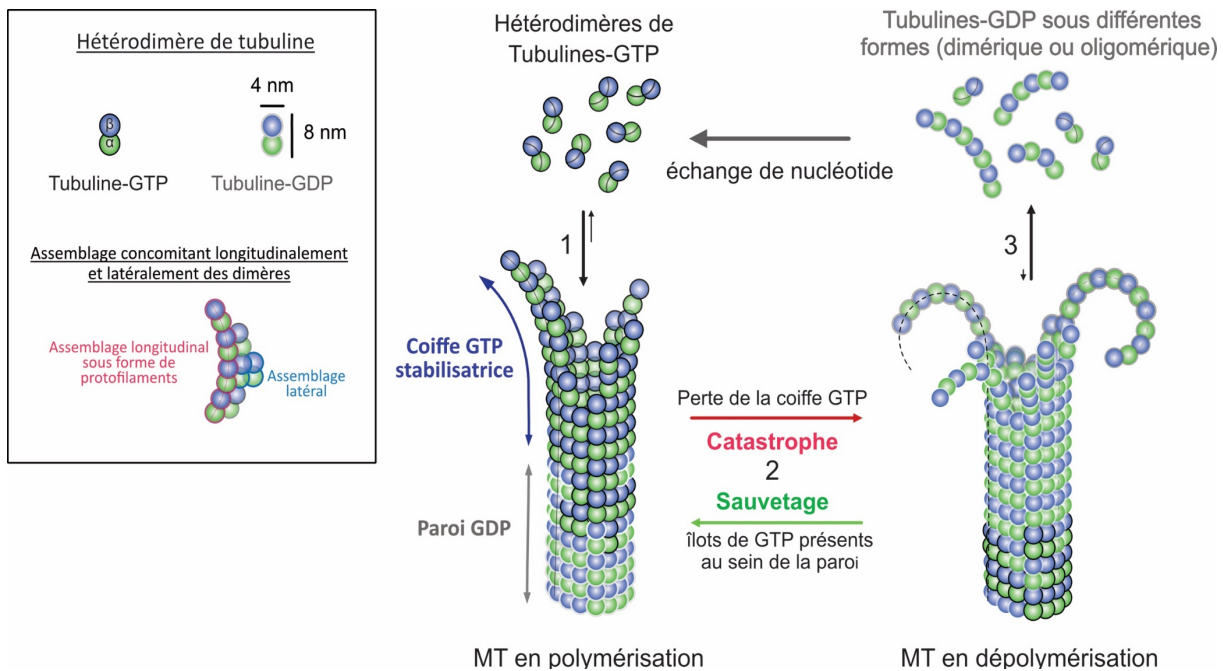 Hétérodimère de tubuline
4 nm
β
α
8 nm
Tubuline-GTP
Tubuline-GDP
Assemblage concomitant longitudinalement
et latéralement des dimères
Assemblage longitudinal
sous forme de
protofilaments
Assemblage
latéral
Hétérodimères de
Tubulines-GTP
Tubulines-GDP sous différentes
formes (dimérique ou oligomérique)
échange de nucléotide
1
3
Coiffe GTP
stabilisatrice
Paroi GDP
Perte de la coiffe GTP
Catastrophe
2
Sauvetage
îlots de GTP présents
au sein de la paroi
MT en polymérisation
MT en dépolymérisation